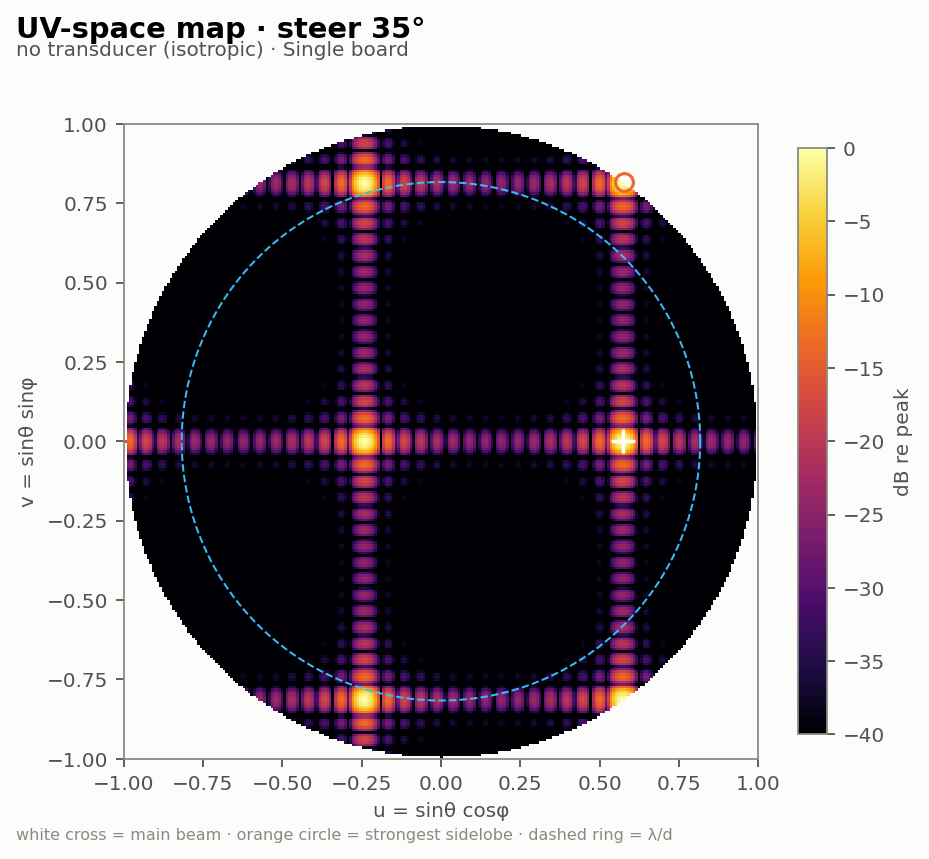 UV-space map · steer 35°
no transducer (isotropic) · Single board
1.00
0.75
0.50
0.25
0.00
−0.25
−0.50
−0.75
−1.00
v = sinθ sinφ
−1.00 −0.75 −0.50 −0.25 0.00 0.25 0.50 0.75 1.00
u = sinθ cosφ
0
−5
−10
−15
−20
−25
−30
−35
−40
dB re peak
white cross = main beam · orange circle = strongest sidelobe · dashed ring = λ/d